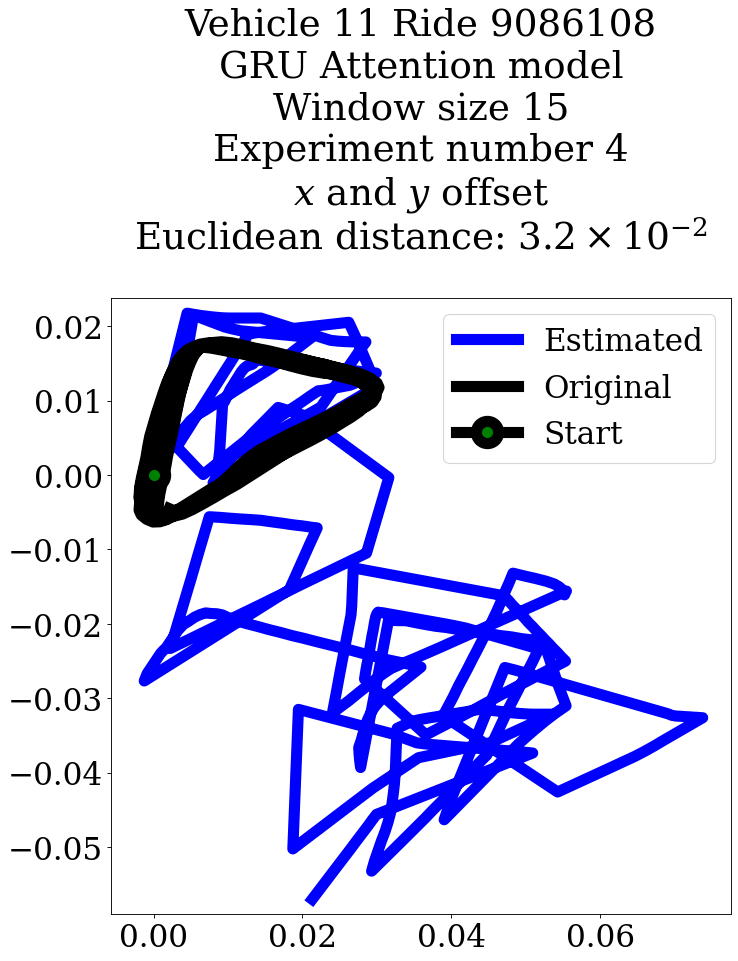 Vehicle 11 Ride 9086108
GRU Attention model
Window size 15
Experiment number 4
x and y offset
Euclidean distance: 3.2 × 10⁻²
Estimated
Original
Start
0.02
0.01
0.00
−0.01
−0.02
−0.03
−0.04
−0.05
0.00 0.02 0.04 0.06